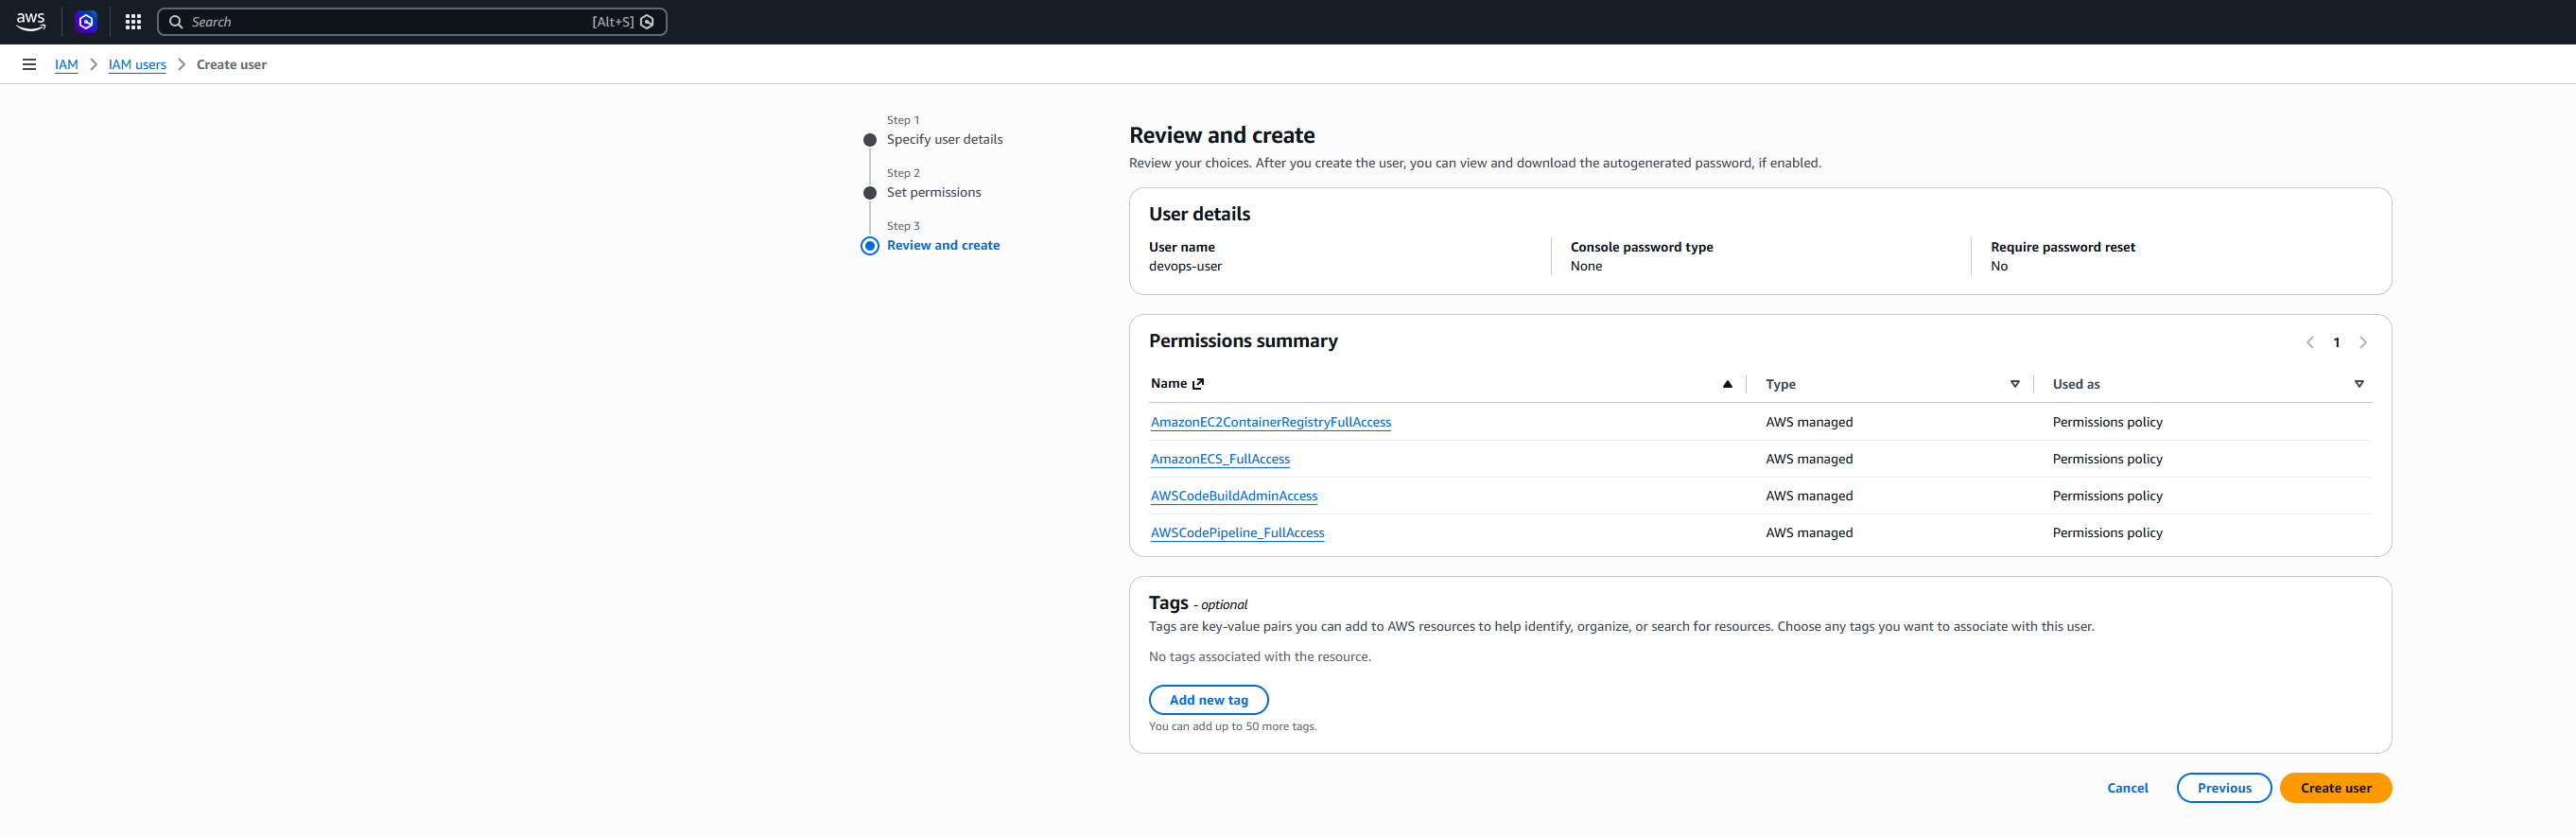 aws
Search [Alt+S]
IAM IAM users Create user
Step 1
Specify user details
Step 2
Set permissions
Step 3
Review and create
Review and create
Review your choices. After you create the user, you can view and download the autogenerated password, if enabled.
User details
User name Console password type Require password reset
devops-user None No
Permissions summary 1
Name Type Used as
AmazonEC2ContainerRegistryFullAccess AWS managed Permissions policy
AmazonECS_FullAccess AWS managed Permissions policy
AWSCodeBuildAdminAccess AWS managed Permissions policy
AWSCodePipeline_FullAccess AWS managed Permissions policy
Tags - optional
Tags are key-value pairs you can add to AWS resources to help identify, organize, or search for resources. Choose any tags you want to associate with this user.
No tags associated with the resource.
Add new tag
You can add up to 50 more tags.
Cancel Previous Create user